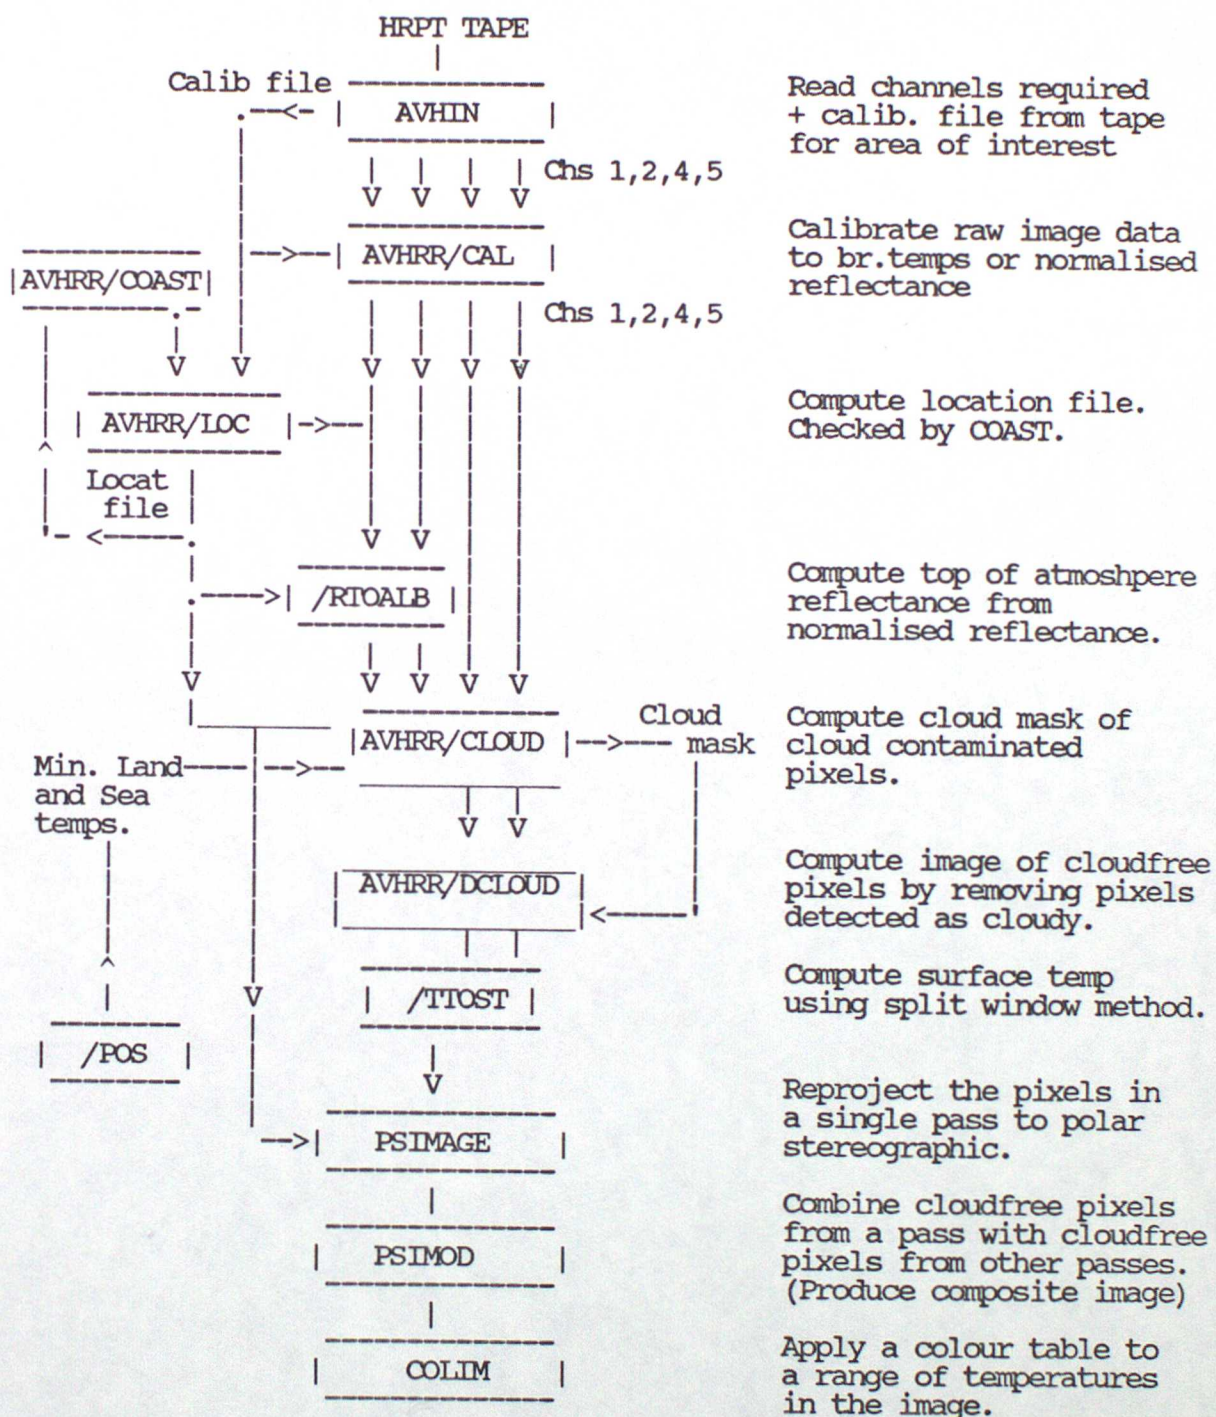 HRPT TAPE
Calib file
AVHIN
Read channels required
+ calib. file from tape
for area of interest
Chs 1,2,4,5
AVHRR/COAST
AVHRR/CAL
Calibrate raw image data
to br.temps or normalised
reflectance
Chs 1,2,4,5
AVHRR/LOC
Compute location file.
Checked by COAST.
Locat
file
/RTOALB
Compute top of atmoshpere
reflectance from
normalised reflectance.
AVHRR/CLOUD
Cloud
mask
Compute cloud mask of
cloud contaminated
pixels.
Min. Land
and Sea
temps.
AVHRR/DCLOUD
Compute image of cloudfree
pixels by removing pixels
detected as cloudy.
/TTOST
Compute surface temp
using split window method.
/POS
PSIMAGE
Reproject the pixels in
a single pass to polar
stereographic.
PSIMOD
Combine cloudfree pixels
from a pass with cloudfree
pixels from other passes.
(Produce composite image)
COLIM
Apply a colour table to
a range of temperatures
in the image.